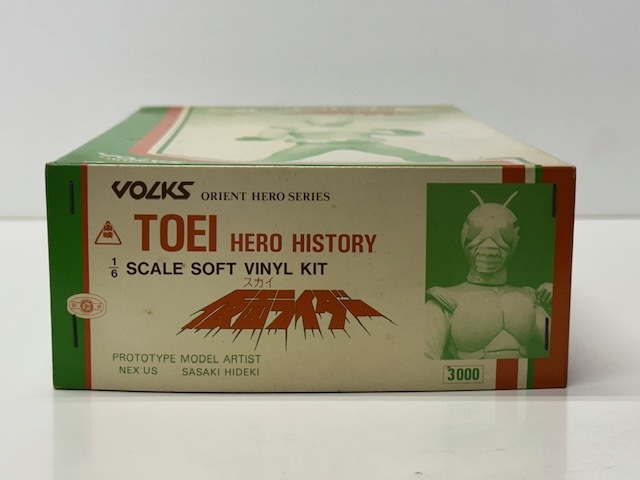 VOLKS ORIENT HERO SERIES
TOEI HERO HISTORY
1/6 SCALE SOFT VINYL KIT
スカイ
仮面ライダー
PROTOTYPE MODEL ARTIST
NEX'US SASAKI HIDEKI
¥3000